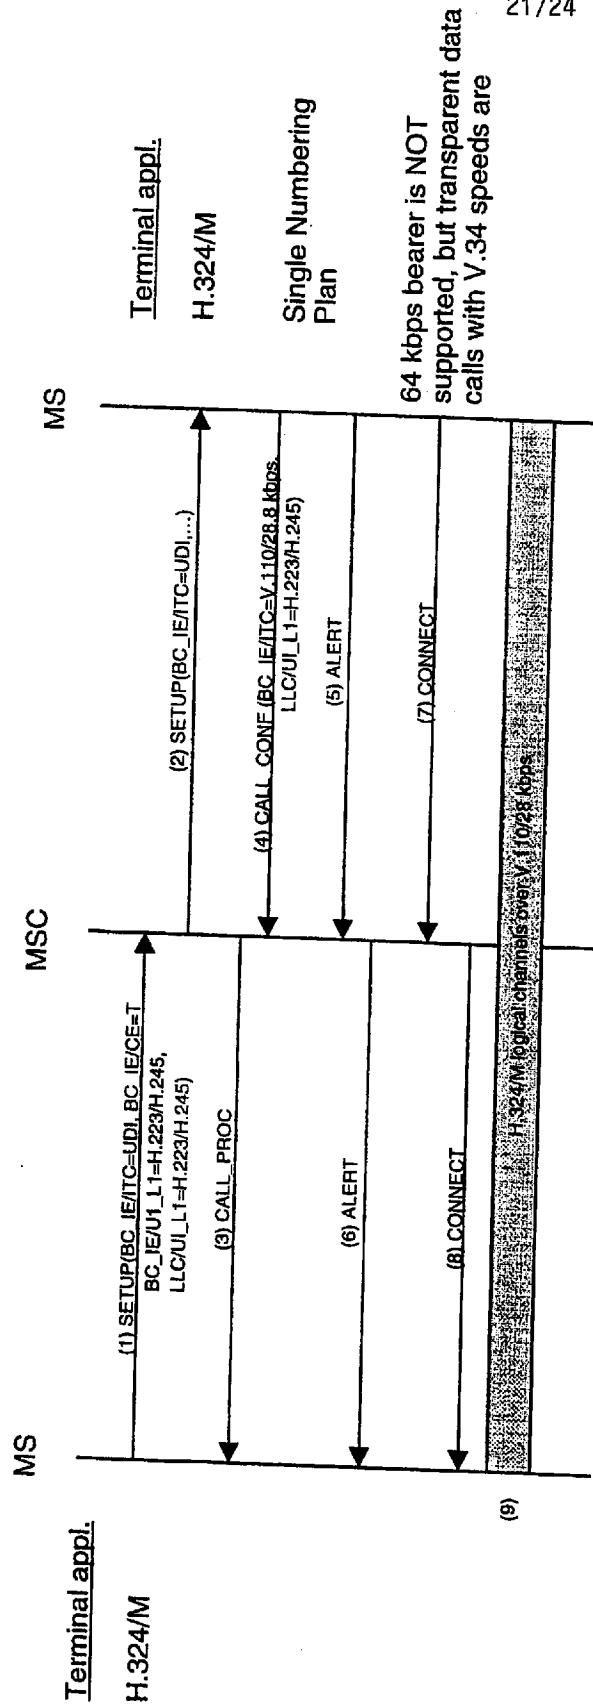 21/24
MS
MSC
MS
Terminal appl.
H.324/M
Terminal appl.
H.324/M
Single Numbering
Plan
64 kbps bearer is NOT
supported, but transparent data
calls with V.34 speeds are
(1) SETUP(BC_IE/ITC=UDI, BC_IE/CE=T
BC_IE/U1_L1=H.223/H.245,
LLC/UI_L1=H.223/H.245)
(2) SETUP(BC_IE/ITC=UDI,...)
(3) CALL_PROC
(4) CALL_CONF (BC_IE/ITC=V.110/28.8 kbps,
LLC/UI_L1=H.223/H.245)
(5) ALERT
(6) ALERT
(7) CONNECT
(8) CONNECT
(9)
H.324/M logical channels over V.110/28 kbps